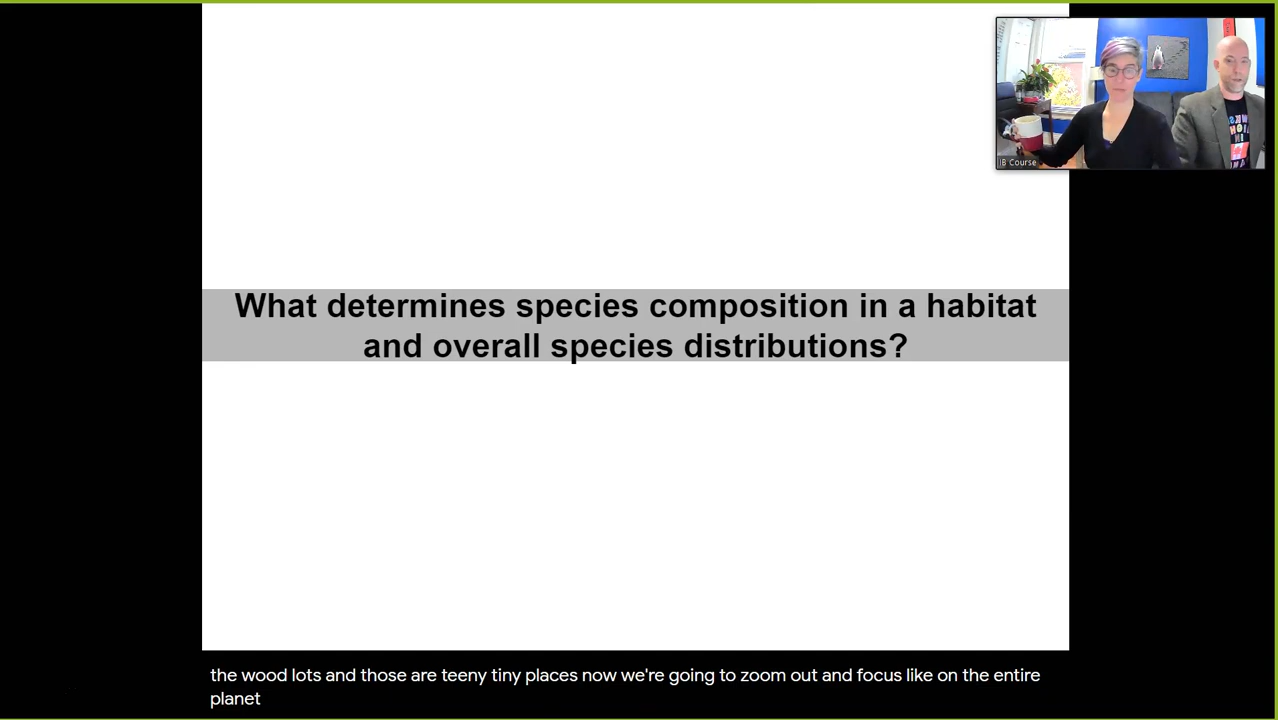 What determines species composition in a habitat
and overall species distributions?
IB Course
the wood lots and those are teeny tiny places now we're going to zoom out and focus like on the entire
planet